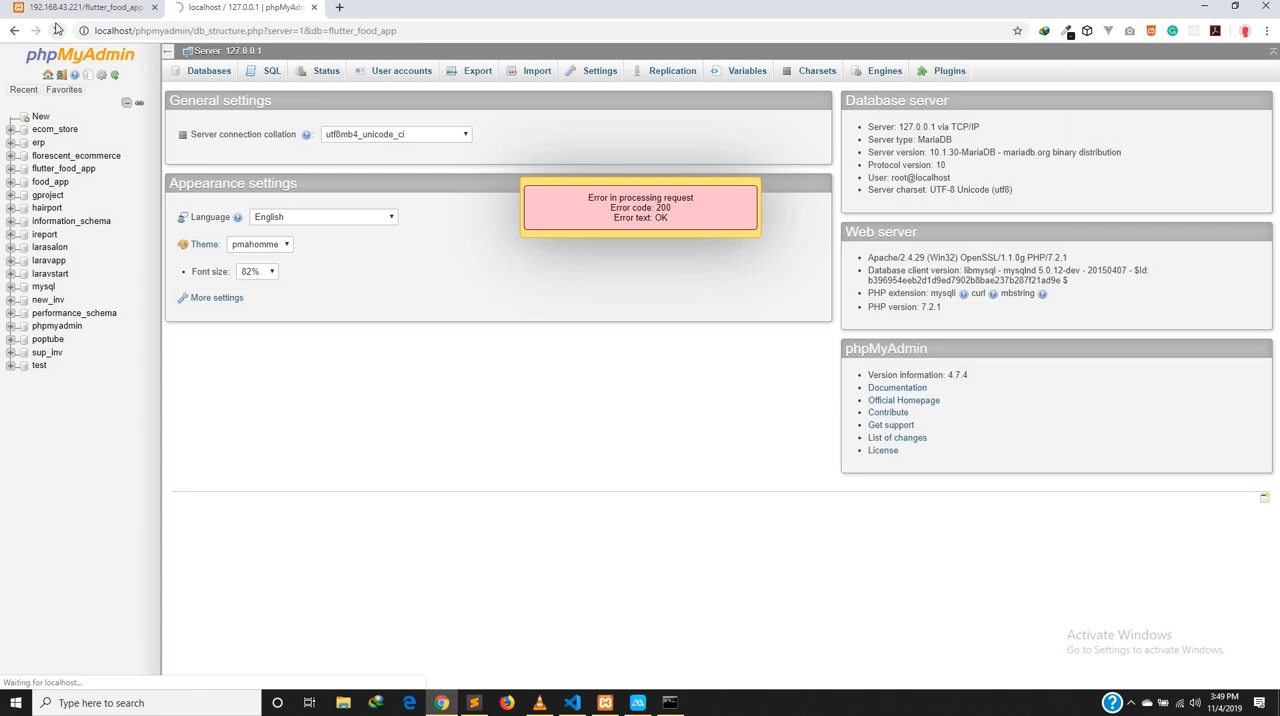 192.168.43.221/flutter_food_app
localhost / 127.0.0.1 | phpMyAdm
localhost/phpmyadmin/db_structure.php?server=1&db=flutter_food_app
phpMyAdmin
Recent Favorites
New
ecom_store
erp
florescent_ecommerce
flutter_food_app
food_app
gproject
hairport
information_schema
ireport
larasalon
laravapp
laravstart
mysql
new_inv
performance_schema
phpmyadmin
poptube
sup_inv
test
Server: 127.0.0.1
Databases SQL Status User accounts Export Import Settings Replication Variables Charsets Engines Plugins
General settings
Server connection collation : utf8mb4_unicode_ci
Appearance settings
Language English
Theme: pmahomme
Font size: 82%
More settings
Error in processing request
Error code: 200
Error text: OK
Database server
Server: 127.0.0.1 via TCP/IP
Server type: MariaDB
Server version: 10.1.30-MariaDB - mariadb.org binary distribution
Protocol version: 10
User: root@localhost
Server charset: UTF-8 Unicode (utf8)
Web server
Apache/2.4.29 (Win32) OpenSSL/1.1.0g PHP/7.2.1
Database client version: libmysql - mysqlnd 5.0.12-dev - 20150407 - $Id:
b396954eeb2d1d9ed7902b8bae237b287f21ad9e $
PHP extension: mysqli curl mbstring
PHP version: 7.2.1
phpMyAdmin
Version information: 4.7.4
Documentation
Official Homepage
Contribute
Get support
List of changes
License
Activate Windows
Go to Settings to activate Windows.
Waiting for localhost...
Type here to search
3:49 PM
11/4/2019